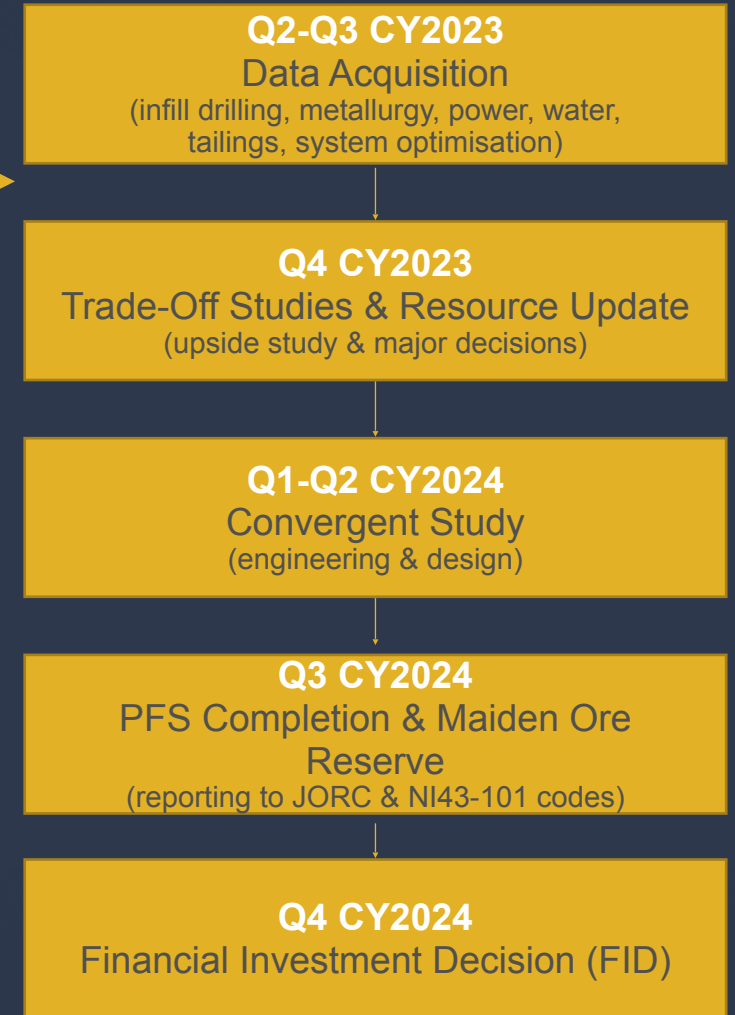 Q2-Q3 CY2023
Data Acquisition
(infill drilling, metallurgy, power, water,
tailings, system optimisation)
Q4 CY2023
Trade-Off Studies & Resource Update
(upside study & major decisions)
Q1-Q2 CY2024
Convergent Study
(engineering & design)
Q3 CY2024
PFS Completion & Maiden Ore
Reserve
(reporting to JORC & NI43-101 codes)
Q4 CY2024
Financial Investment Decision (FID)